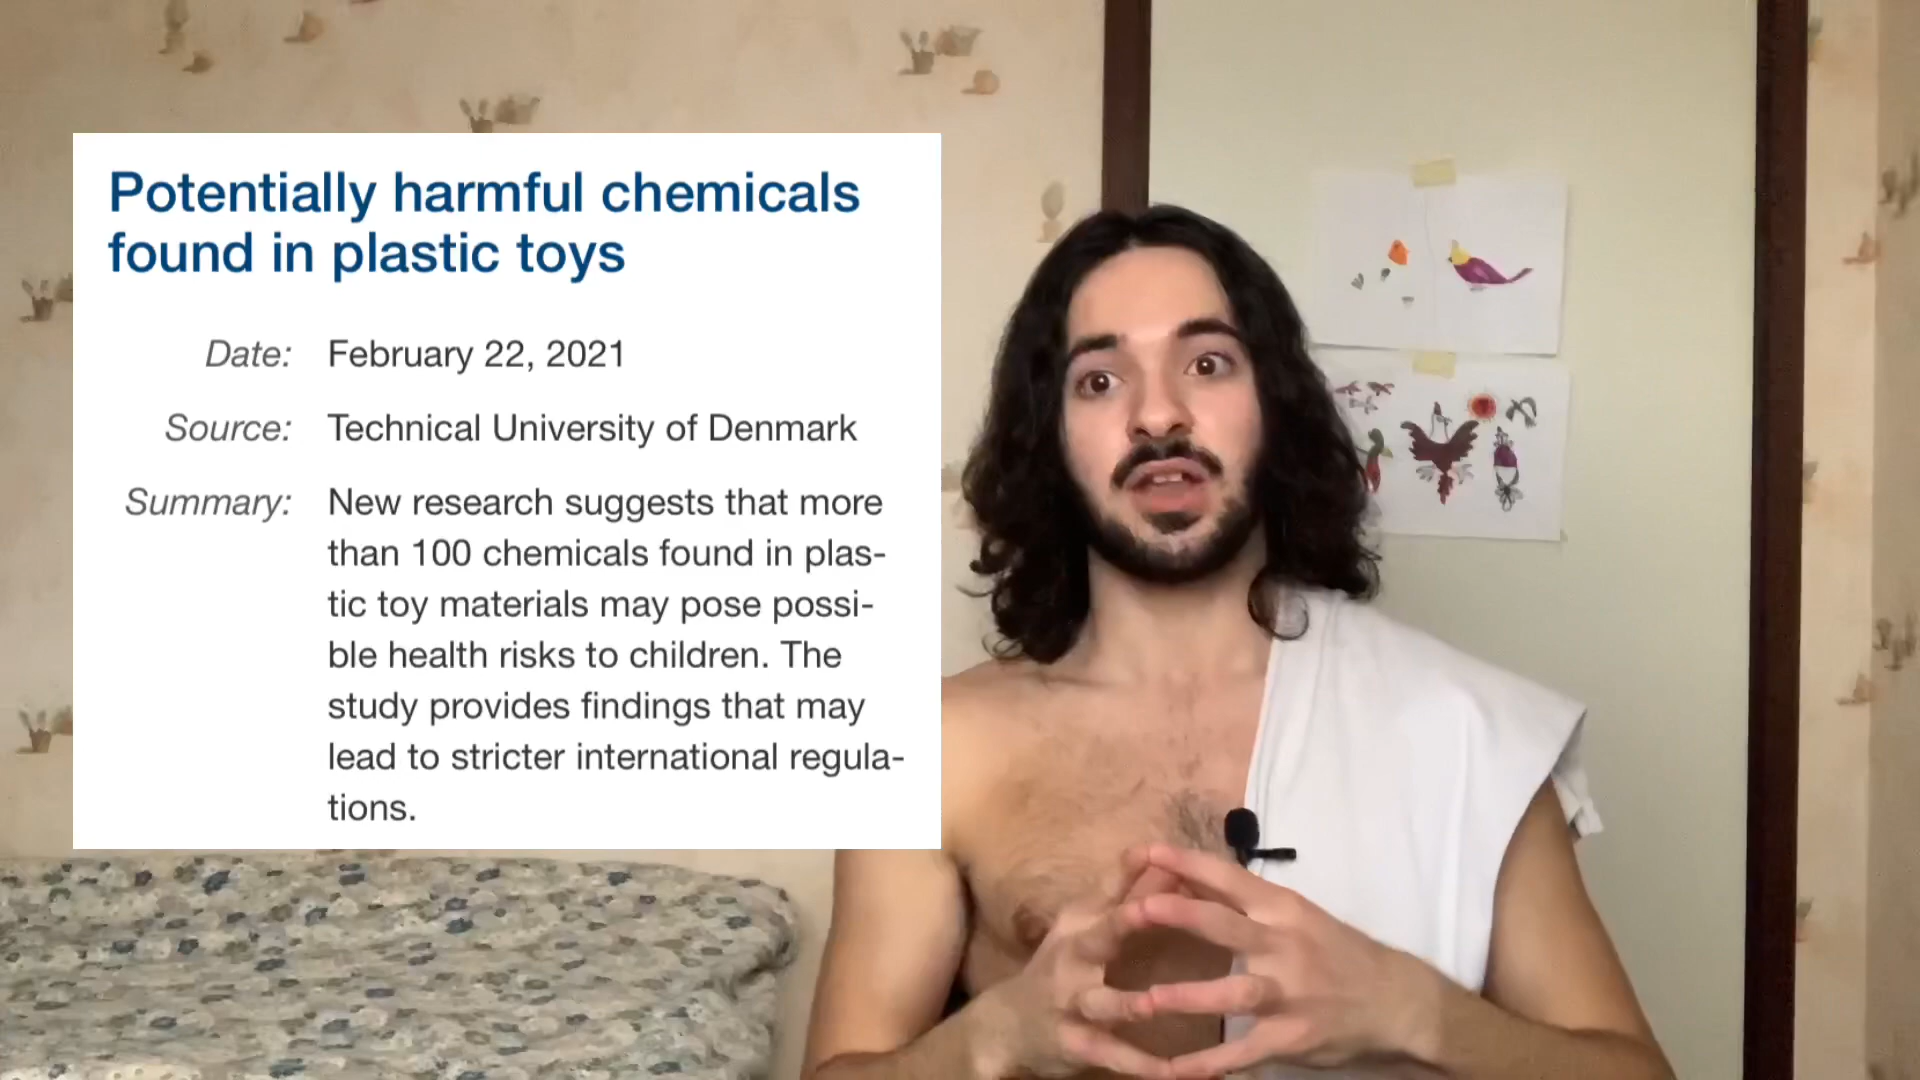 Potentially harmful chemicals
found in plastic toys
Date: February 22, 2021
Source: Technical University of Denmark
Summary: New research suggests that more
than 100 chemicals found in plas-
tic toy materials may pose possi-
ble health risks to children. The
study provides findings that may
lead to stricter international regula-
tions.